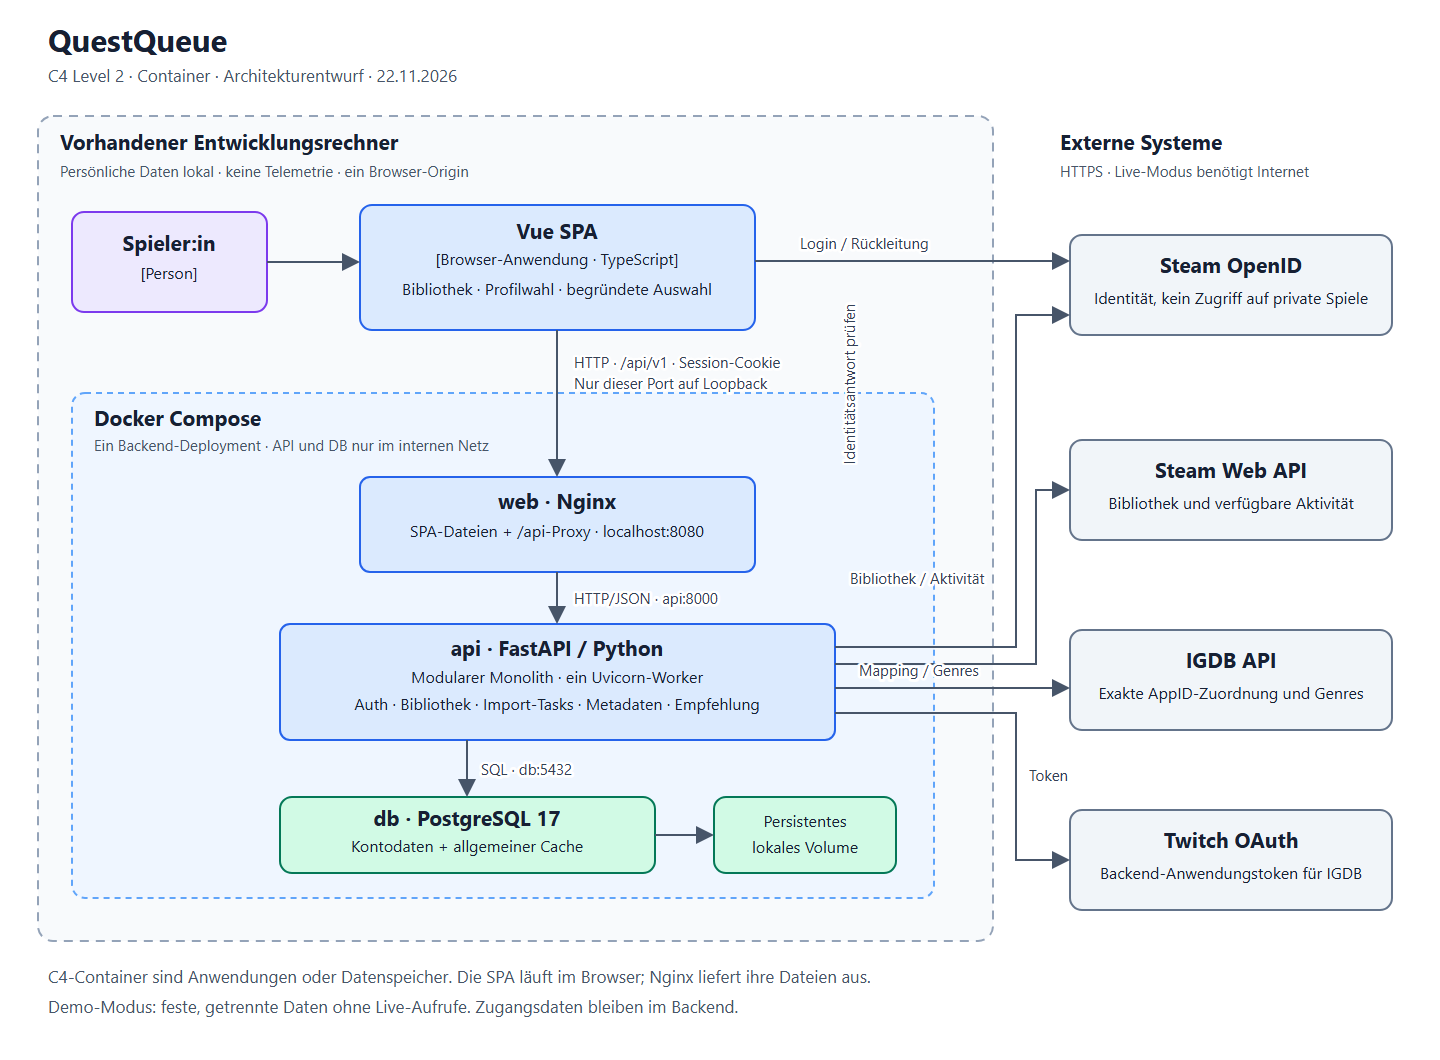 QuestQueue
C4 Level 2 · Container · Architekturentwurf · 22.11.2026
Vorhandener Entwicklungsrechner
Persönliche Daten lokal · keine Telemetrie · ein Browser-Origin
Externe Systeme
HTTPS · Live-Modus benötigt Internet
Spieler:in
[Person]
Vue SPA
[Browser-Anwendung · TypeScript]
Bibliothek · Profilwahl · begründete Auswahl
Login / Rückleitung
Steam OpenID
Identität, kein Zugriff auf private Spiele
HTTP · /api/v1 · Session-Cookie
Nur dieser Port auf Loopback
Identitätsantwort prüfen
Docker Compose
Ein Backend-Deployment · API und DB nur im internen Netz
web · Nginx
SPA-Dateien + /api-Proxy · localhost:8080
Steam Web API
Bibliothek und verfügbare Aktivität
Bibliothek / Aktivität
HTTP/JSON · api:8000
api · FastAPI / Python
Modularer Monolith · ein Uvicorn-Worker
Auth · Bibliothek · Import-Tasks · Metadaten · Empfehlung
Mapping / Genres
IGDB API
Exakte AppID-Zuordnung und Genres
SQL · db:5432
Token
db · PostgreSQL 17
Kontodaten + allgemeiner Cache
Persistentes
lokales Volume
Twitch OAuth
Backend-Anwendungstoken für IGDB
C4-Container sind Anwendungen oder Datenspeicher. Die SPA läuft im Browser; Nginx liefert ihre Dateien aus.
Demo-Modus: feste, getrennte Daten ohne Live-Aufrufe. Zugangsdaten bleiben im Backend.